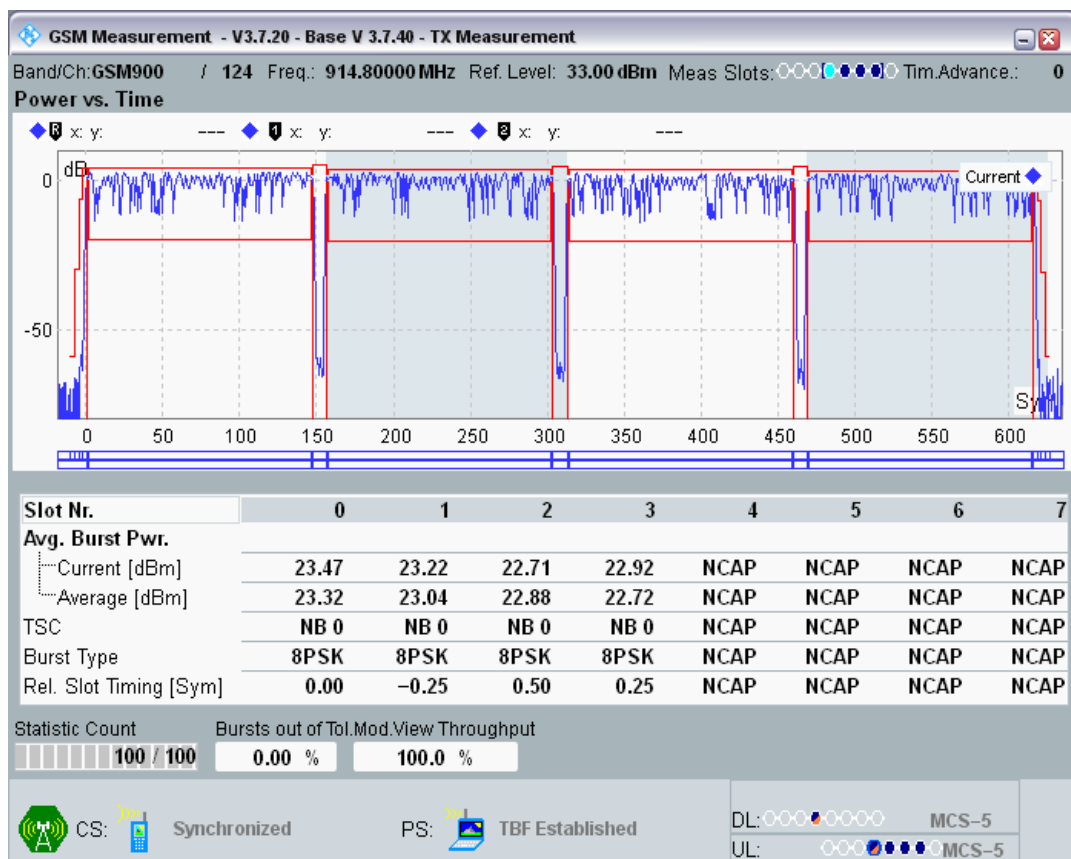 GSM Measurement - V3.7.20 - Base V 3.7.40 - TX Measurement
Band/Ch:GSM900 / 124 Freq.: 914.80000 MHz Ref. Level: 33.00 dBm Meas Slots: Tim.Advance.: 0
Power vs. Time
R x: y: --- 1 x: y: --- 2 x: y: ---
dB
Current
0
-50
Sy
0 50 100 150 200 250 300 350 400 450 500 550 600
Slot Nr. 0 1 2 3 4 5 6 7
Avg. Burst Pwr.
Current [dBm] 23.47 23.22 22.71 22.92 NCAP NCAP NCAP NCAP
Average [dBm] 23.32 23.04 22.88 22.72 NCAP NCAP NCAP NCAP
TSC NB 0 NB 0 NB 0 NB 0 NCAP NCAP NCAP NCAP
Burst Type 8PSK 8PSK 8PSK 8PSK NCAP NCAP NCAP NCAP
Rel. Slot Timing [Sym] 0.00 −0.25 0.50 0.25 NCAP NCAP NCAP NCAP
Statistic Count Bursts out of Tol.Mod.View Throughput
100 / 100 0.00 % 100.0 %
CS: Synchronized PS: TBF Established DL: MCS−5
UL: MCS−5